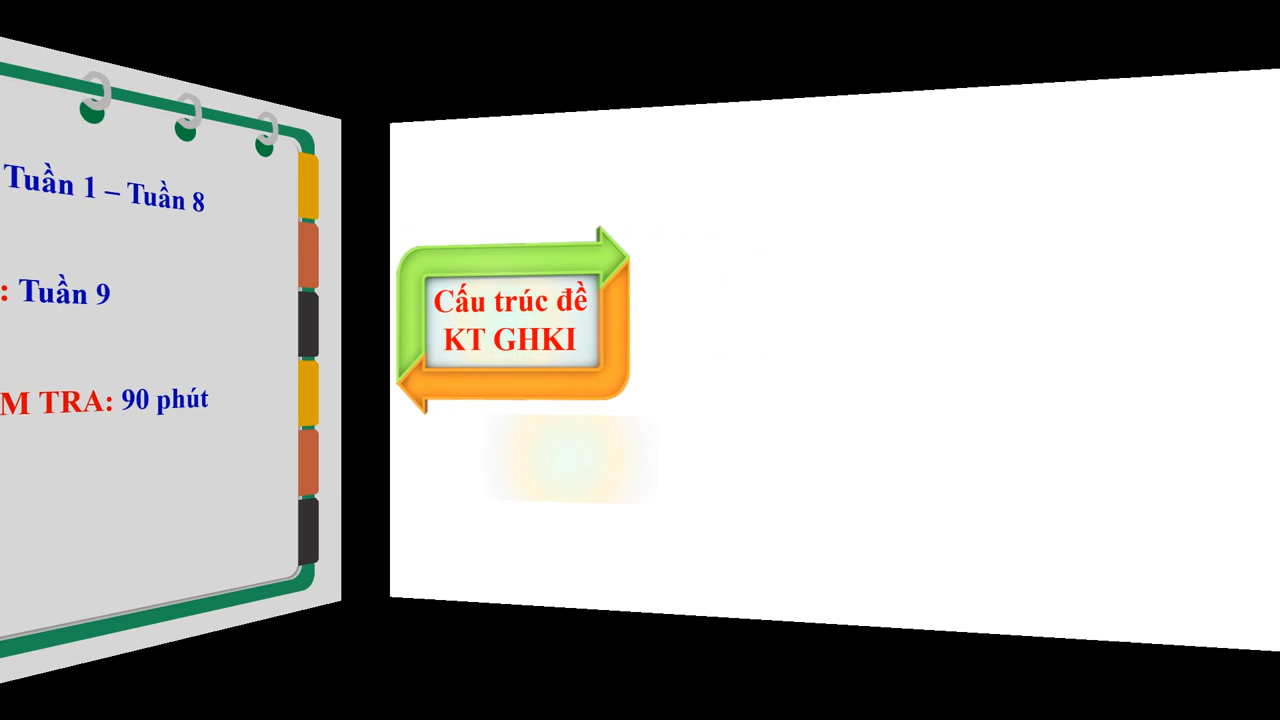 Tuần 1 – Tuần 8
: Tuần 9
M TRA: 90 phút
Cấu trúc đề
KT GHKI